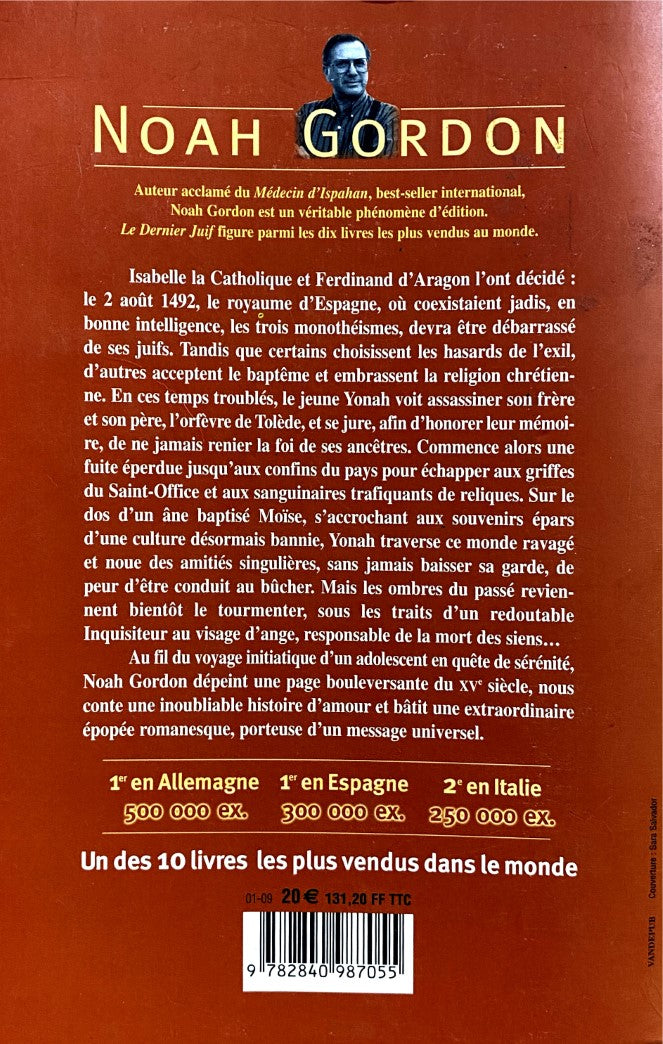 NOAH GORDON
Auteur acclamé du Médecin d'Ispahan, best-seller international,
Noah Gordon est un véritable phénomène d'édition.
Le Dernier Juif figure parmi les dix livres les plus vendus au monde.
Isabelle la Catholique et Ferdinand d'Aragon l'ont décidé :
le 2 août 1492, le royaume d'Espagne, où coexistaient jadis, en
bonne intelligence, les trois monothéismes, devra être débarrassé
de ses juifs. Tandis que certains choisissent les hasards de l'exil,
d'autres acceptent le baptême et embrassent la religion chrétien-
ne. En ces temps troublés, le jeune Yonah voit assassiner son frère
et son père, l'orfèvre de Tolède, et se jure, afin d'honorer leur mémoi-
re, de ne jamais renier la foi de ses ancêtres. Commence alors une
fuite éperdue jusqu'aux confins du pays pour échapper aux griffes
du Saint-Office et aux sanguinaires trafiquants de reliques. Sur le
dos d'un âne baptisé Moïse, s'accrochant aux souvenirs épars
d'une culture désormais bannie, Yonah traverse ce monde ravagé
et noue des amitiés singulières, sans jamais baisser sa garde, de
peur d'être conduit au bûcher. Mais les ombres du passé revien-
nent bientôt le tourmenter, sous les traits d'un redoutable
Inquisiteur au visage d'ange, responsable de la mort des siens…
Au fil du voyage initiatique d'un adolescent en quête de sérénité,
Noah Gordon dépeint une page bouleversante du XVe siècle, nous
conte une inoubliable histoire d'amour et bâtit une extraordinaire
épopée romanesque, porteuse d'un message universel.
1er en Allemagne 1er en Espagne 2e en Italie
500 000 ex. 300 000 ex. 250 000 ex.
Un des 10 livres les plus vendus dans le monde
01-09 20 € 131,20 FF TTC
9 782840 987055
VANDEPUB : Couverture : Sara Salvador